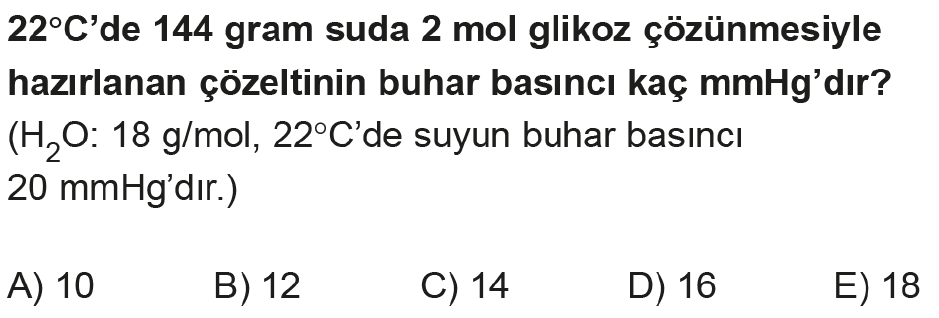 22°C’de 144 gram suda 2 mol glikoz çözünmesiyle
hazırlanan çözeltinin buhar basıncı kaç mmHg’dır?
(H₂O: 18 g/mol, 22°C’de suyun buhar basıncı
20 mmHg’dır.)
A) 10 B) 12 C) 14 D) 16 E) 18